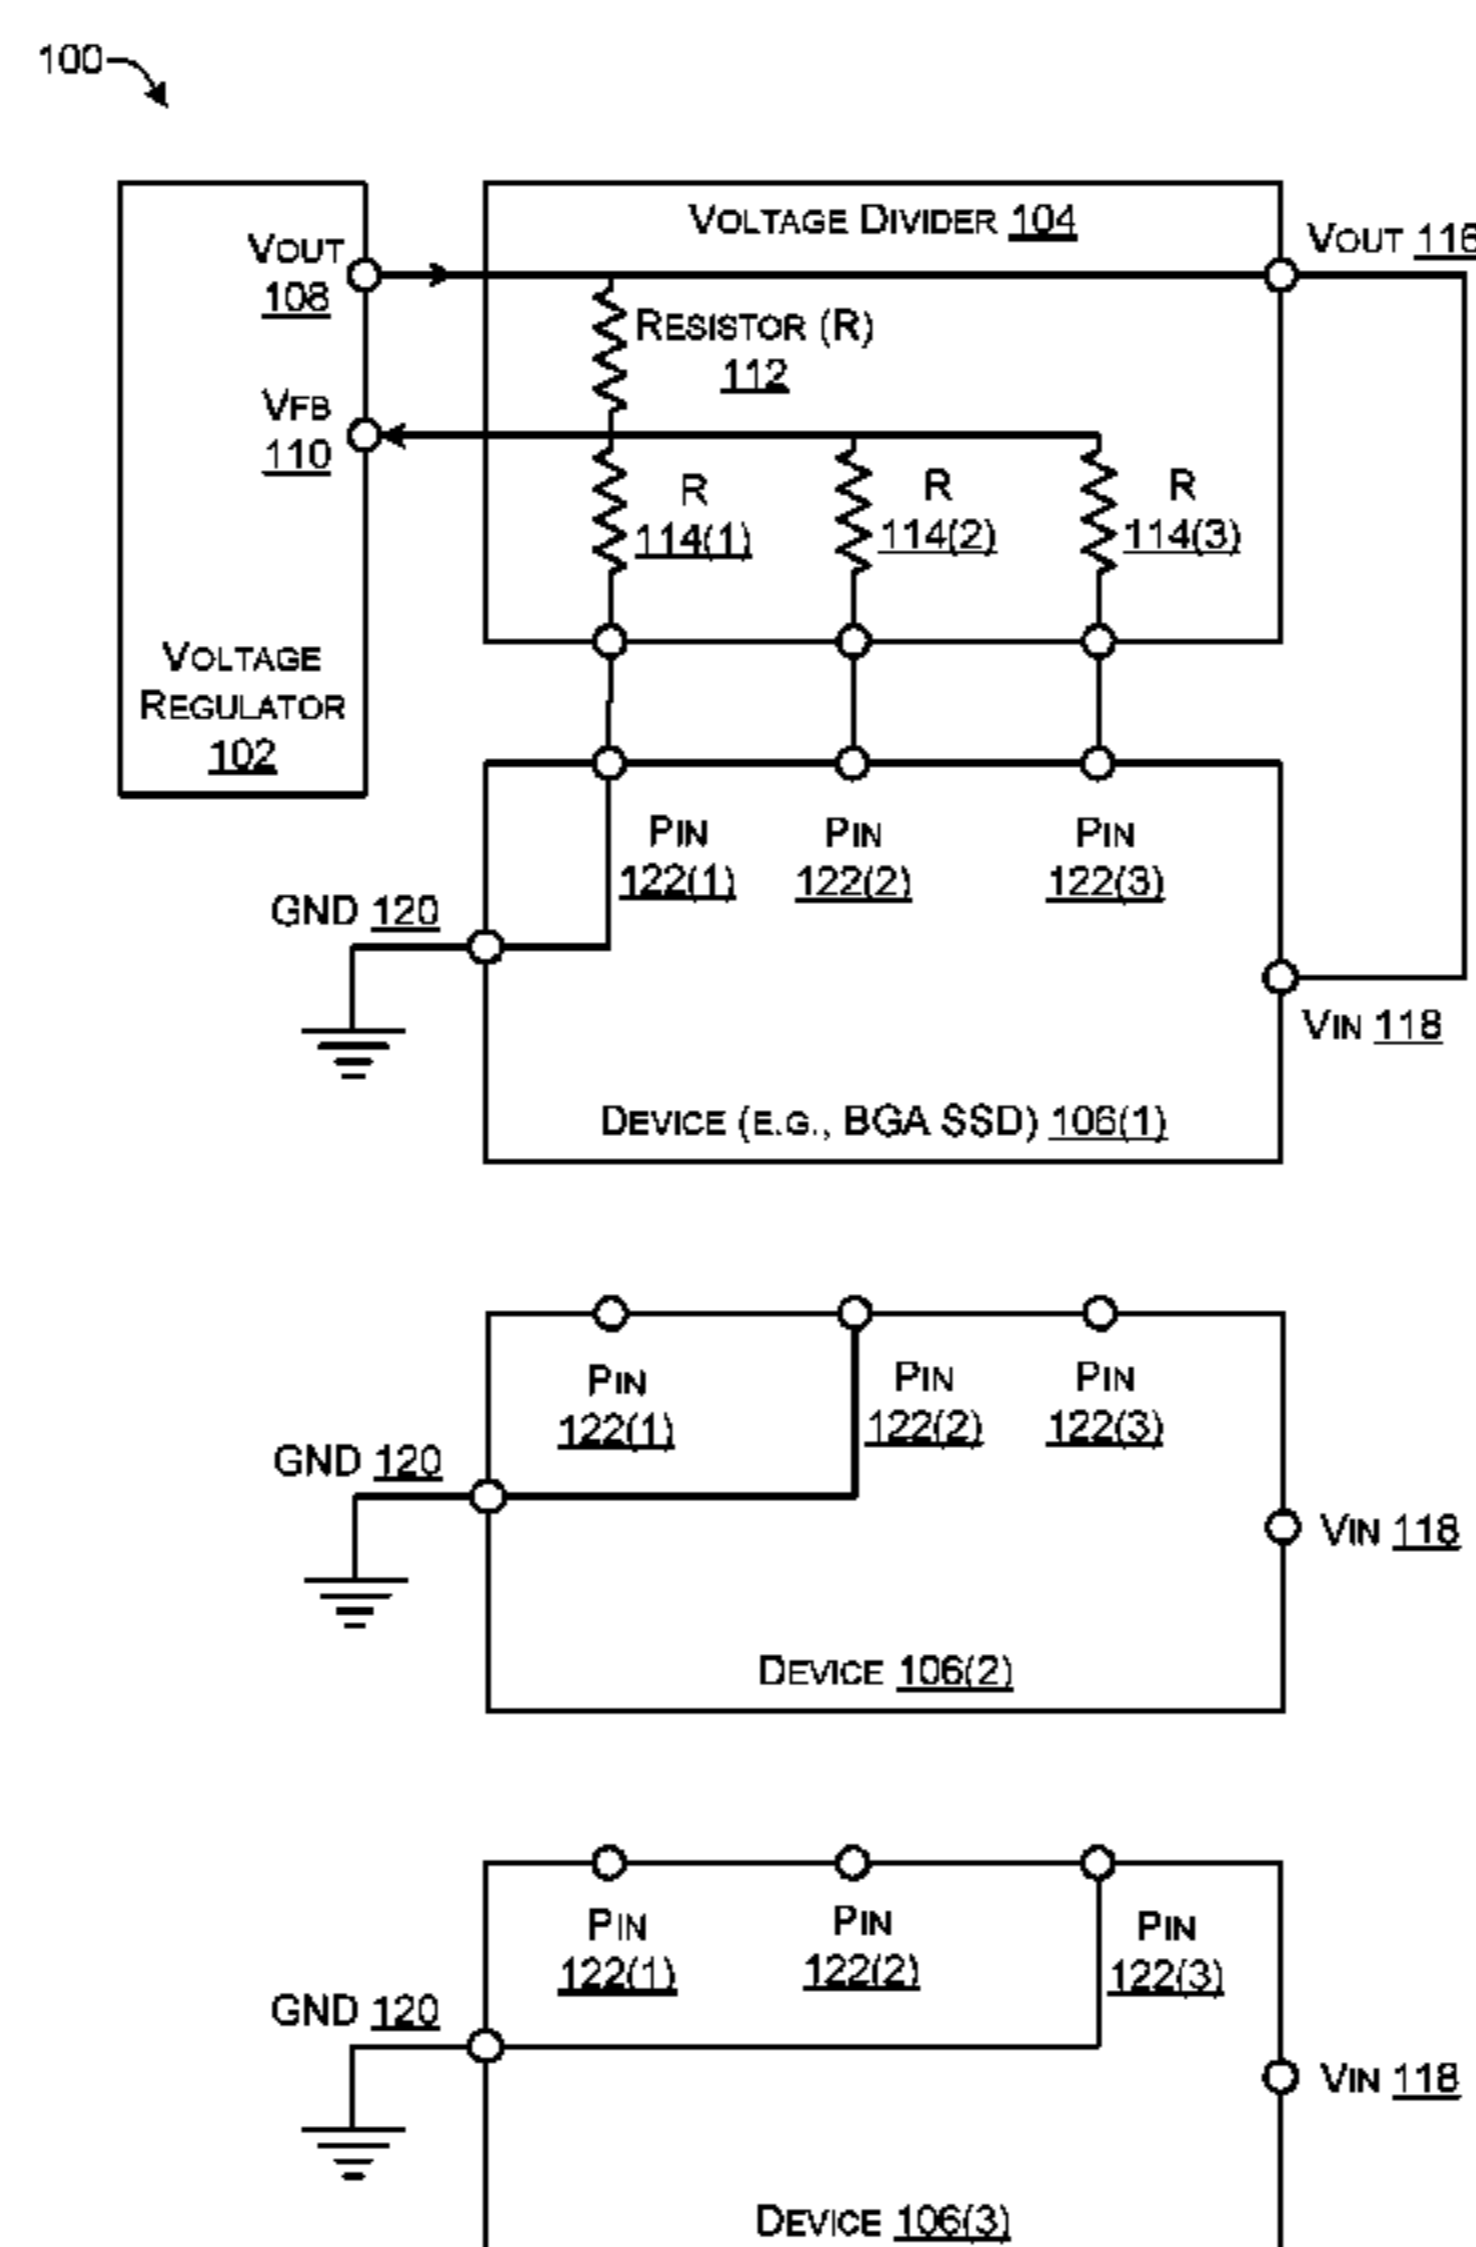 100
VOLTAGE DIVIDER 104
VOUT 116
VOUT
108
RESISTOR (R)
112
VFB
110
R
114(1)
R
114(2)
R
114(3)
VOLTAGE
REGULATOR
102
PIN
122(1)
PIN
122(2)
PIN
122(3)
GND 120
VIN 118
DEVICE (E.G., BGA SSD) 106(1)
PIN
122(1)
PIN
122(2)
PIN
122(3)
GND 120
VIN 118
DEVICE 106(2)
PIN
122(1)
PIN
122(2)
PIN
122(3)
GND 120
VIN 118
DEVICE 106(3)